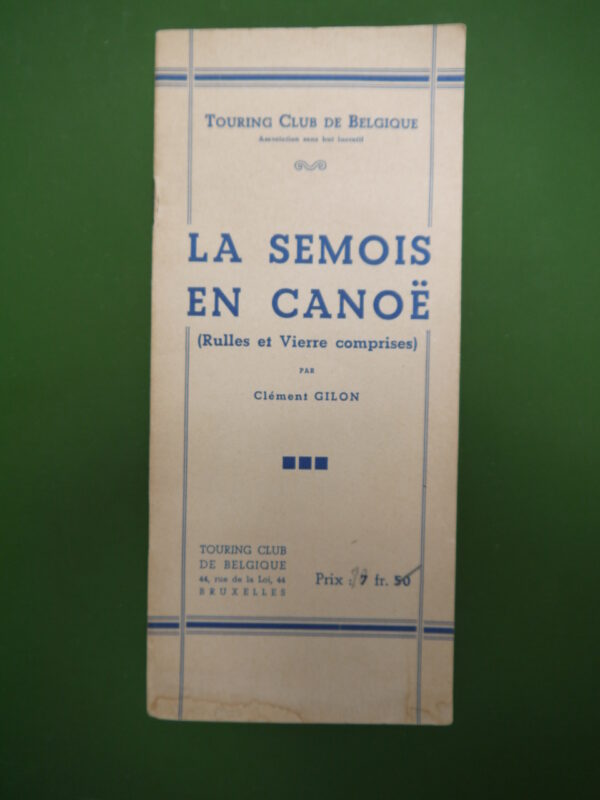 TOURING CLUB DE BELGIQUE
Association sans but lucratif
LA SEMOIS
EN CANOË
(Rulles et Vierre comprises)
PAR
Clément GILON
TOURING CLUB
DE BELGIQUE
44, rue de la Loi, 44
BRUXELLES
Prix : 7 fr. 50